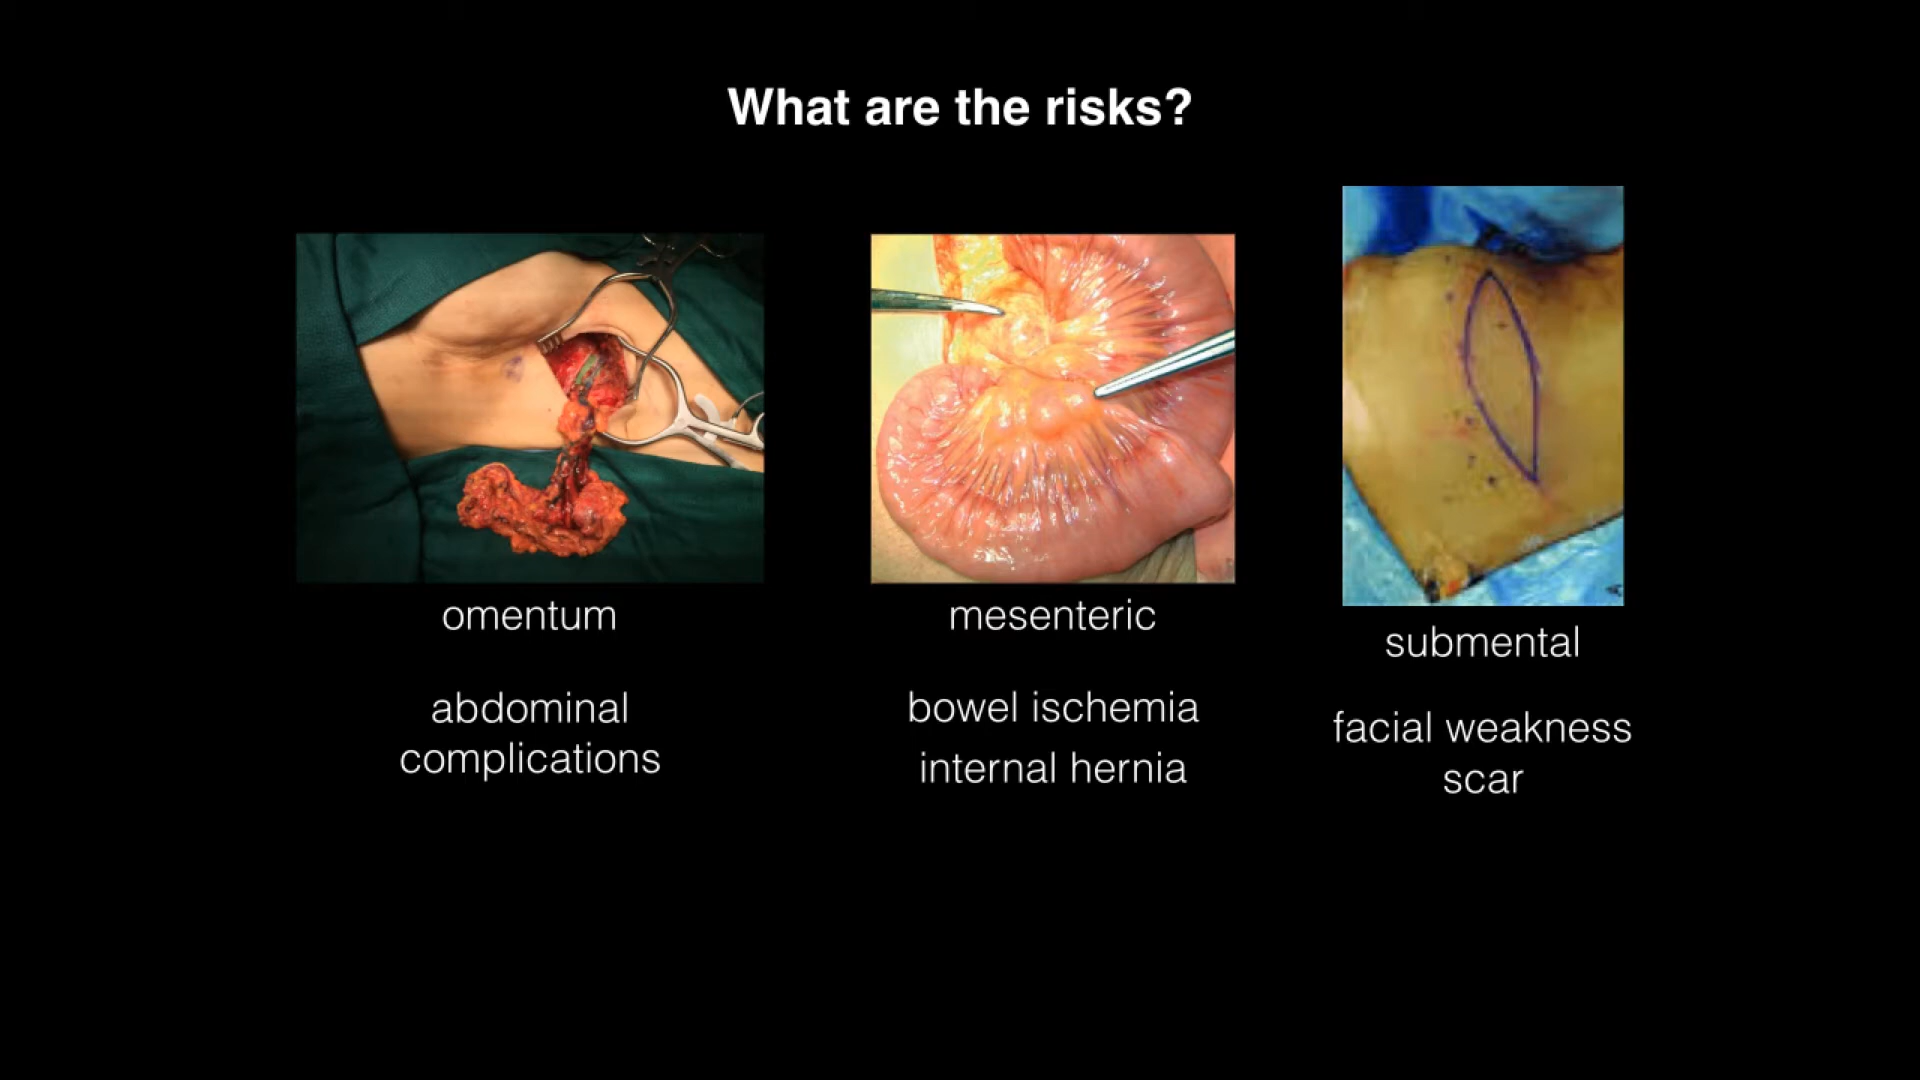 What are the risks?
omentum
abdominal
complications
mesenteric
bowel ischemia
internal hernia
submental
facial weakness
scar